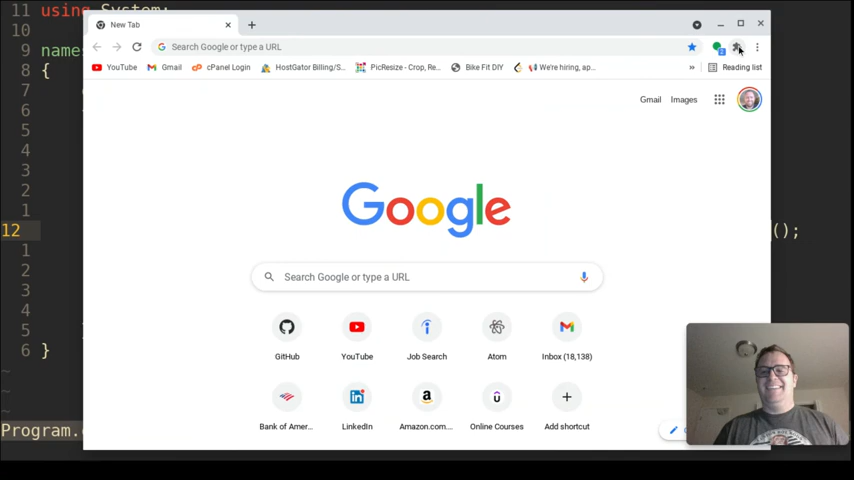 11 using System;
10
9 names
8 {
7
6
5
4
3
2
1
12 ();
1
2
3
4
5
6 }
~
~
~
Program.
New Tab
Search Google or type a URL
YouTube Gmail cPanel Login HostGator Billing/S... PicResize - Crop, Re... Bike Fit DIY We're hiring, ap... » Reading list
Gmail Images
Google
Search Google or type a URL
GitHub YouTube Job Search Atom Inbox (18,138)
Bank of Amer... LinkedIn Amazon.com... Online Courses Add shortcut